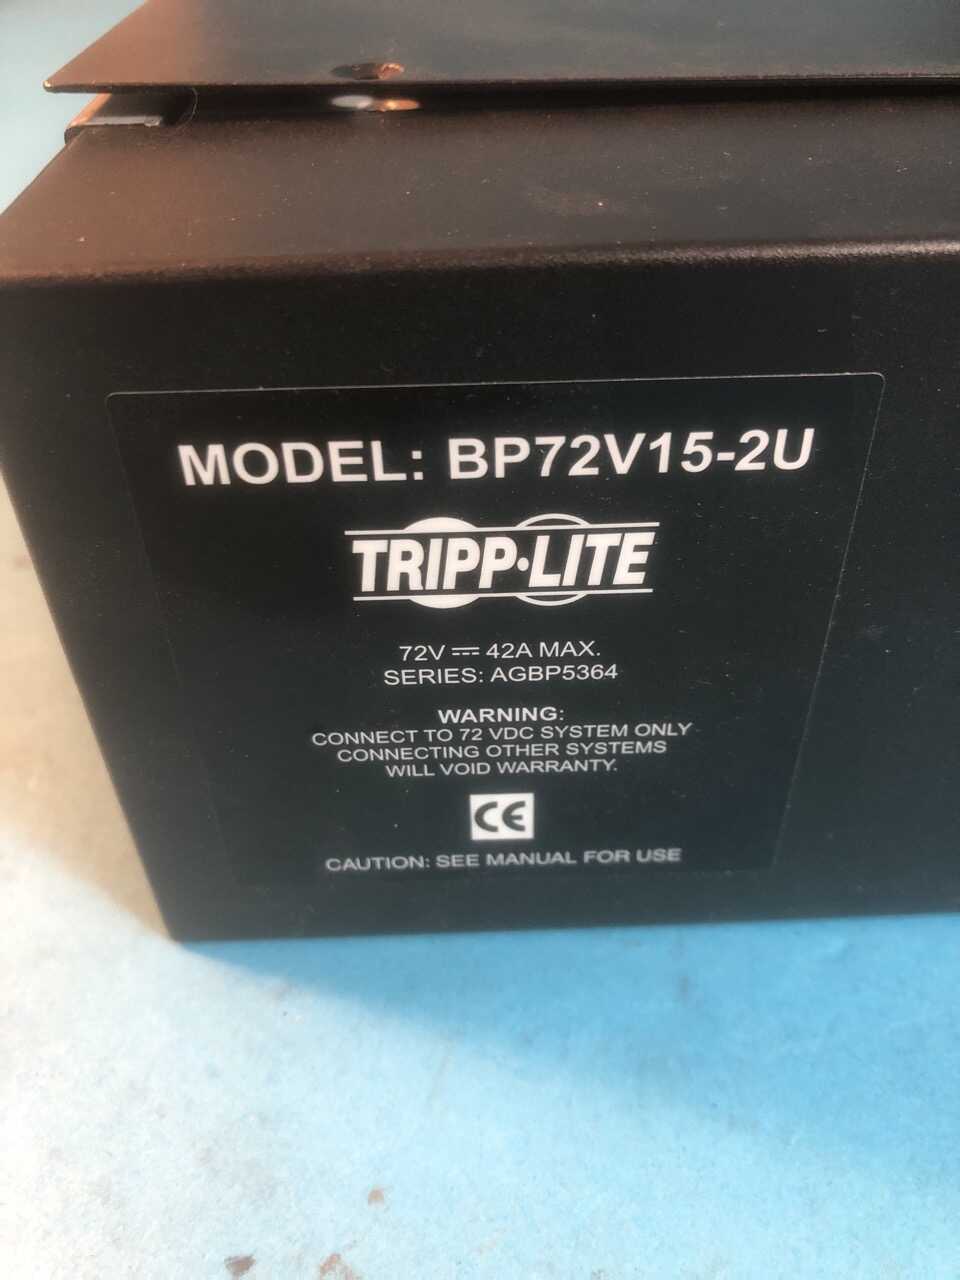 MODEL: BP72V15-2U
TRIPP·LITE
72V ⎓ 42A MAX.
SERIES: AGBP5364
WARNING:
CONNECT TO 72 VDC SYSTEM ONLY
CONNECTING OTHER SYSTEMS
WILL VOID WARRANTY.
CE
CAUTION: SEE MANUAL FOR USE